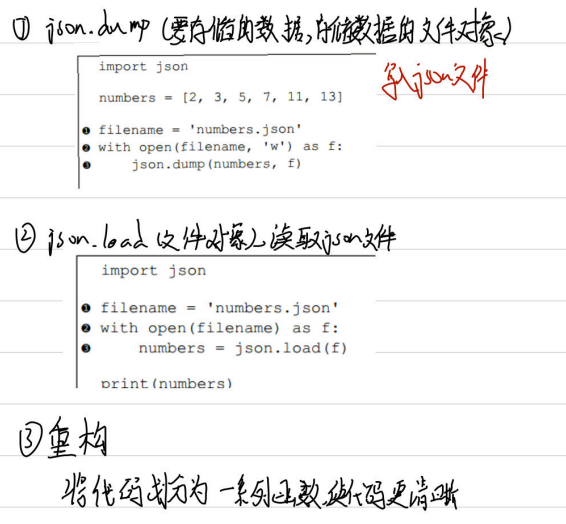 ① json.dump (要存储的数据,存储数据的文件对象)
import json
写入json文件
numbers = [2, 3, 5, 7, 11, 13]
❶ filename = 'numbers.json'
❷ with open(filename, 'w') as f:
❸ json.dump(numbers, f)
② json.load (文件对象) 读取json文件
import json
❶ filename = 'numbers.json'
❷ with open(filename) as f:
❸ numbers = json.load(f)
print(numbers)
③ 重构
将代码划分为一系列函数,使代码更清晰